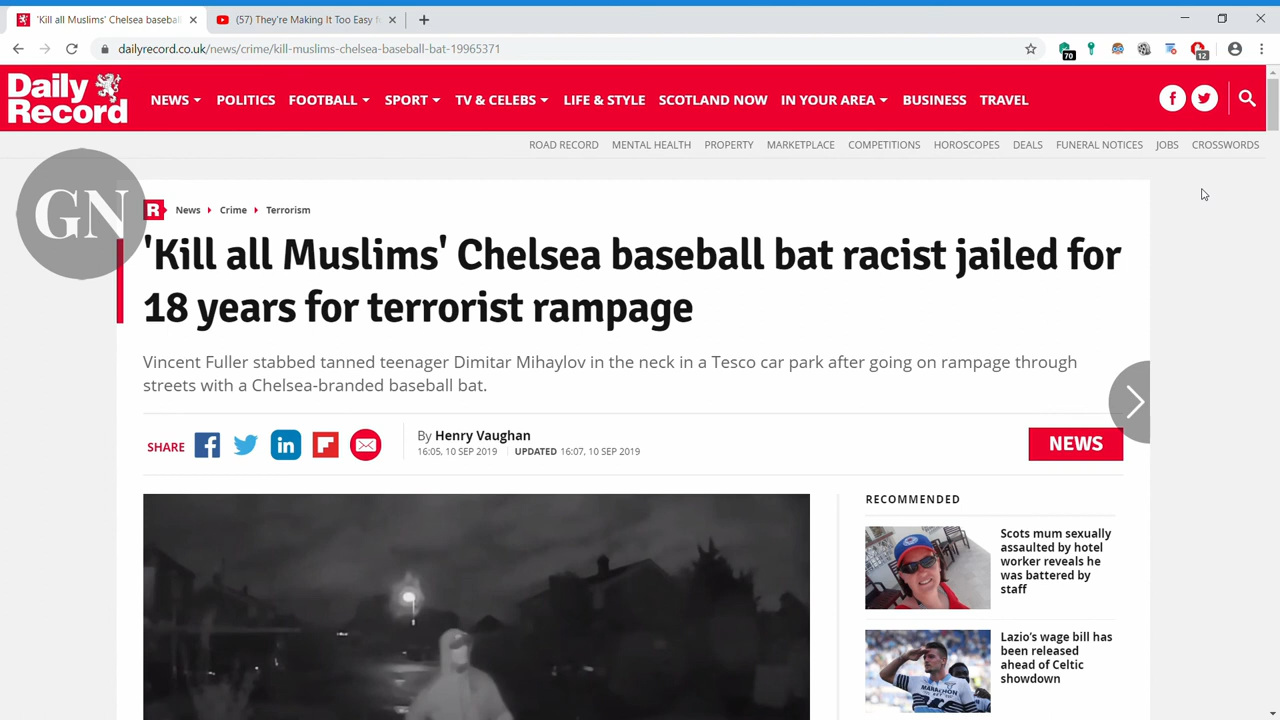 'Kill all Muslims' Chelsea basebal
(57) They're Making It Too Easy f
dailyrecord.co.uk/news/crime/kill-muslims-chelsea-baseball-bat-19965371
70
12
Daily
Record
NEWS POLITICS FOOTBALL SPORT TV & CELEBS LIFE & STYLE SCOTLAND NOW IN YOUR AREA BUSINESS TRAVEL
ROAD RECORD MENTAL HEALTH PROPERTY MARKETPLACE COMPETITIONS HOROSCOPES DEALS FUNERAL NOTICES JOBS CROSSWORDS
GN
R News Crime Terrorism
'Kill all Muslims' Chelsea baseball bat racist jailed for
18 years for terrorist rampage
Vincent Fuller stabbed tanned teenager Dimitar Mihaylov in the neck in a Tesco car park after going on rampage through
streets with a Chelsea-branded baseball bat.
SHARE
By Henry Vaughan
16:05, 10 SEP 2019 UPDATED 16:07, 10 SEP 2019
NEWS
RECOMMENDED
Scots mum sexually
assaulted by hotel
worker reveals he
was battered by
staff
Lazio's wage bill has
been released
ahead of Celtic
showdown
MARATHON